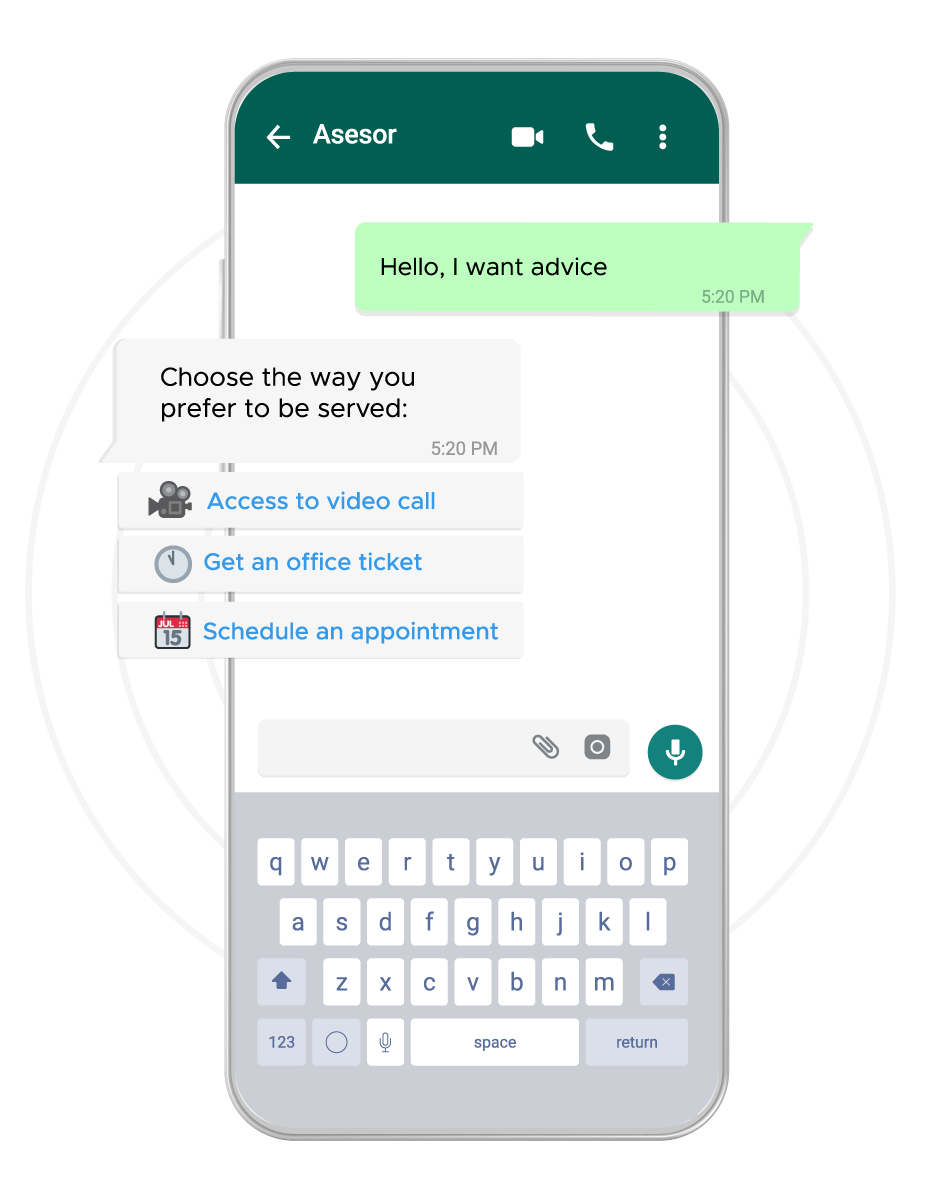 Asesor
Hello, I want advice
5:20 PM
Choose the way you
prefer to be served:
5:20 PM
Access to video call
Get an office ticket
JUL
15
Schedule an appointment
q w e r t y u i o p
a s d f g h j k l
z x c v b n m
123 space return